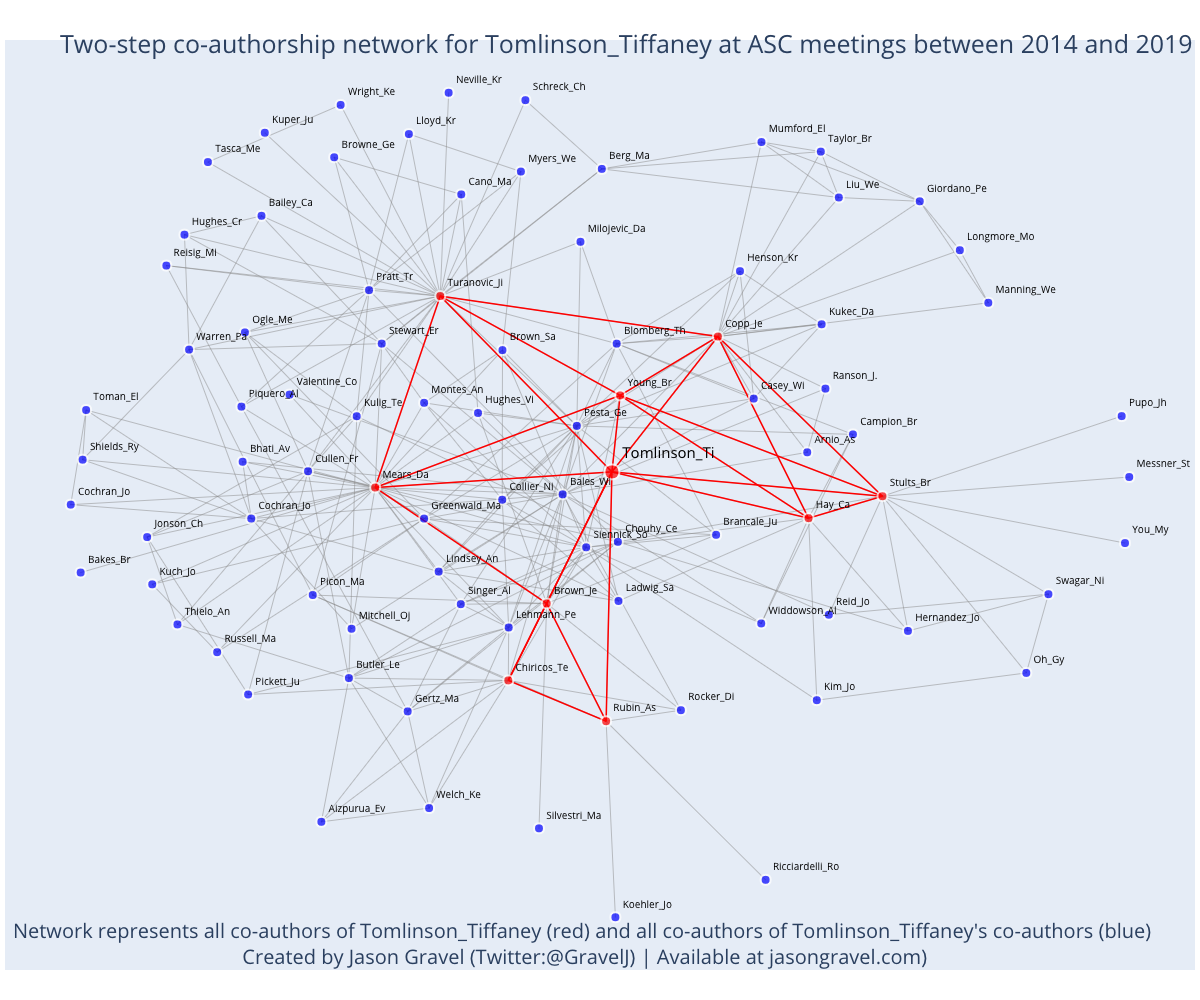 Two-step co-authorship network for Tomlinson_Tiffaney at ASC meetings between 2014 and 2019
Neville_Kr
Schreck_Ch
Wright_Ke
Kuper_Ju
Lloyd_Kr
Mumford_El
Taylor_Br
Tasca_Me
Browne_Ge
Myers_We
Berg_Ma
Cano_Ma
Liu_We
Giordano_Pe
Bailey_Ca
Hughes_Cr
Milojevic_Da
Longmore_Mo
Reisig_Mi
Henson_Kr
Pratt_Tr
Turanovic_Ji
Manning_We
Ogle_Me
Warren_Pa
Stewart_Er
Brown_Sa
Blomberg_Th
Copp_Je
Kukec_Da
Valentine_Co
Piquero_Al
Montes_An
Young_Br
Casey_Wi
Ranson_J.
Toman_El
Kulig_Te
Hughes_Vi
Pesta_Ge
Campion_Br
Pupo_Jh
Shields_Ry
Bhati_Av
Cullen_Fr
Tomlinson_Ti
Arnio_As
Messner_St
Mears_Da
Bales_Wi
Stults_Br
Cochran_Jo
Collier_Ni
Cochran_Jo
Greenwald_Ma
Hay_Ca
Jonson_Ch
Siennick_So
Chouhy_Ce
Brancale_Ju
You_My
Bakes_Br
Lindsey_An
Kuch_Jo
Picon_Ma
Singer_Al
Brown_Je
Ladwig_Sa
Swagar_Ni
Thielo_An
Mitchell_Oj
Lehmann_Pe
Widdowson_Al
Reid_Jo
Hernandez_Jo
Russell_Ma
Butler_Le
Chiricos_Te
Oh_Gy
Pickett_Ju
Gertz_Ma
Rubin_As
Rocker_Di
Kim_Jo
Aizpurua_Ev
Welch_Ke
Silvestri_Ma
Ricciardelli_Ro
Koehler_Jo
Network represents all co-authors of Tomlinson_Tiffaney (red) and all co-authors of Tomlinson_Tiffaney's co-authors (blue)
Created by Jason Gravel (Twitter:@GravelJ) | Available at jasongravel.com)